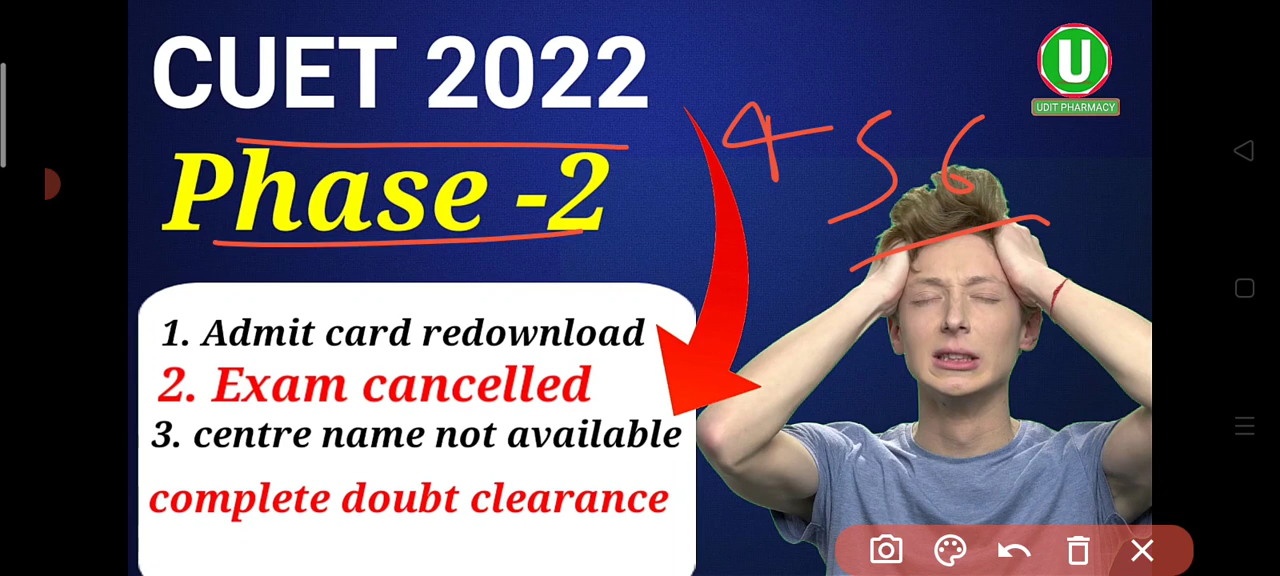 CUET 2022
U
UDIT PHARMACY
4 5 6
Phase -2
1. Admit card redownload
2. Exam cancelled
3. centre name not available
complete doubt clearance